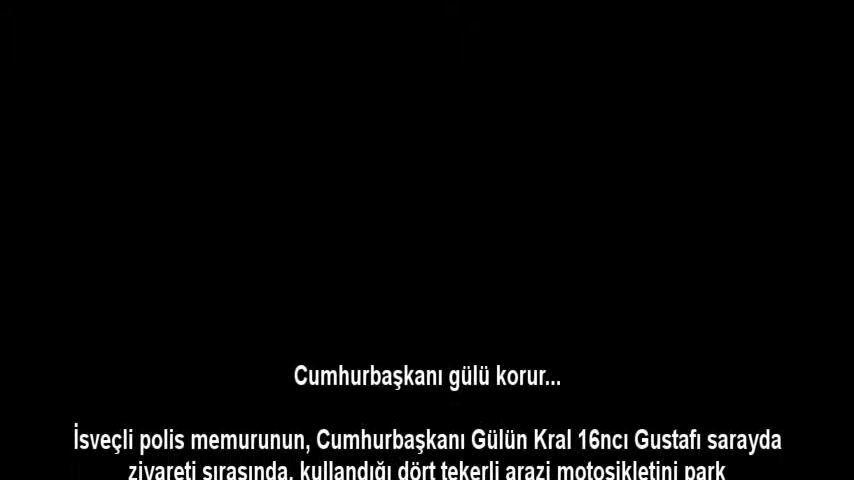 Cumhurbaşkanı gülü korur...
İsveçli polis memurunun, Cumhurbaşkanı Gülün Kral 16ncı Gustafı sarayda
ziyareti sırasında, kullandığı dört tekerli arazi motosikletini park